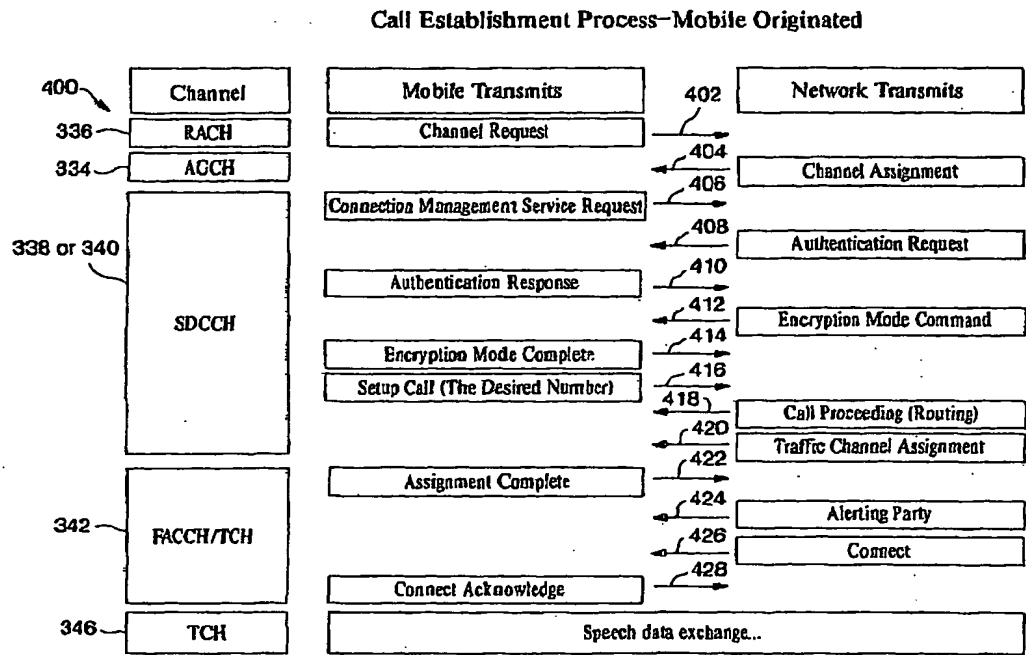 Call Establishment Process-Mobile Originated
400
Channel
Mobile Transmits
402
Network Transmits
336
RACH
Channel Request
334
AGCH
404
Channel Assignment
406
Connection Management Service Request
338 or 340
408
Authentication Request
Authentication Response
410
SDCCH
412
Encryption Mode Command
Encryption Mode Complete
414
Setup Call (The Desired Number)
416
418
Call Proceeding (Routing)
420
Traffic Channel Assignment
Assignment Complete
422
342
FACCH/TCH
424
Alerting Party
426
Connect
Connect Acknowledge
428
346
TCH
Speech data exchange...